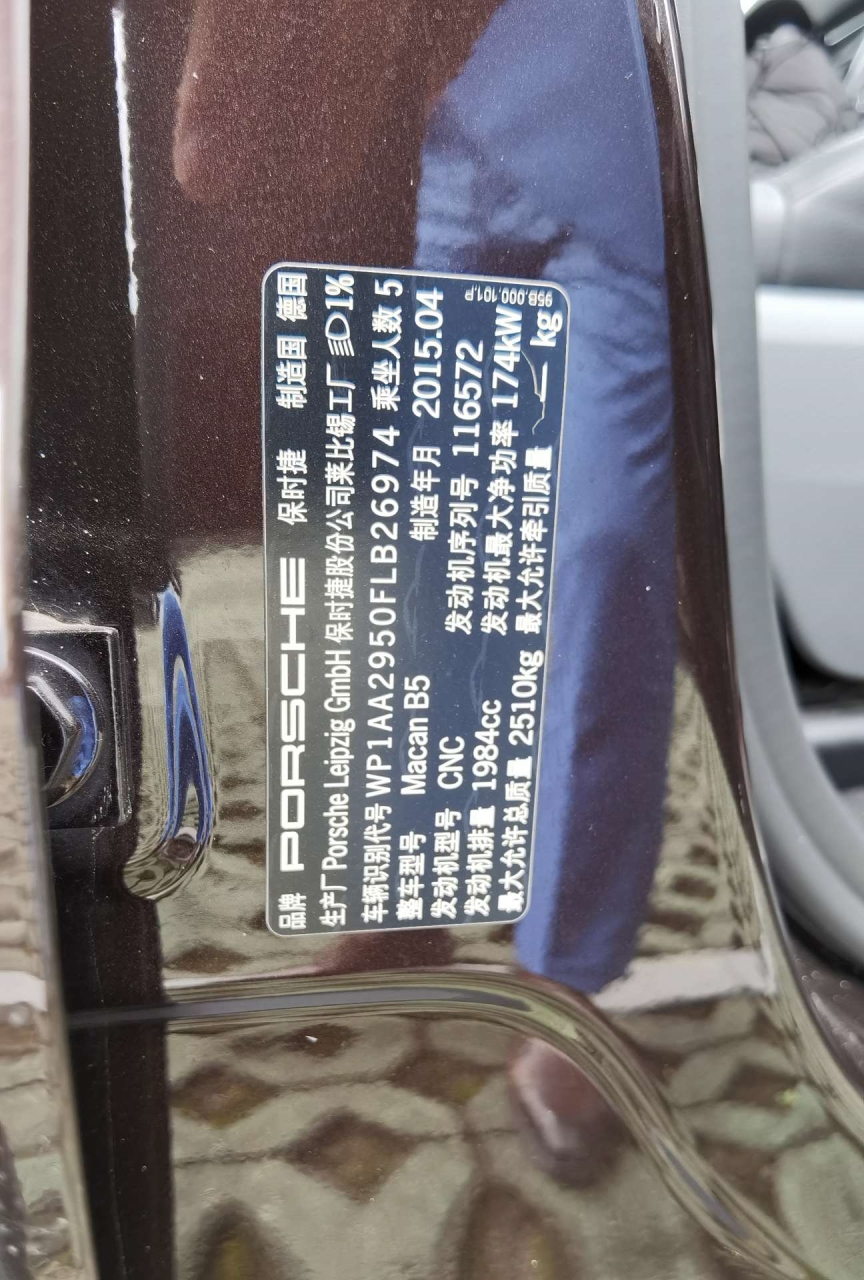 品牌 PORSCHE 保时捷 制造国 德国
生产厂 Porsche Leipzig GmbH 保时捷股份公司莱比锡工厂 1%
车辆识别代号 WP1AA2950FLB26974 乘坐人数 5
整车型号 Macan B5 制造年月 2015.04
发动机型号 CNC 发动机序列号 116572
发动机排量 1984cc 发动机最大净功率 174kW
最大允许总质量 2510kg 最大允许牵引质量 — kg
95B.000.101.P